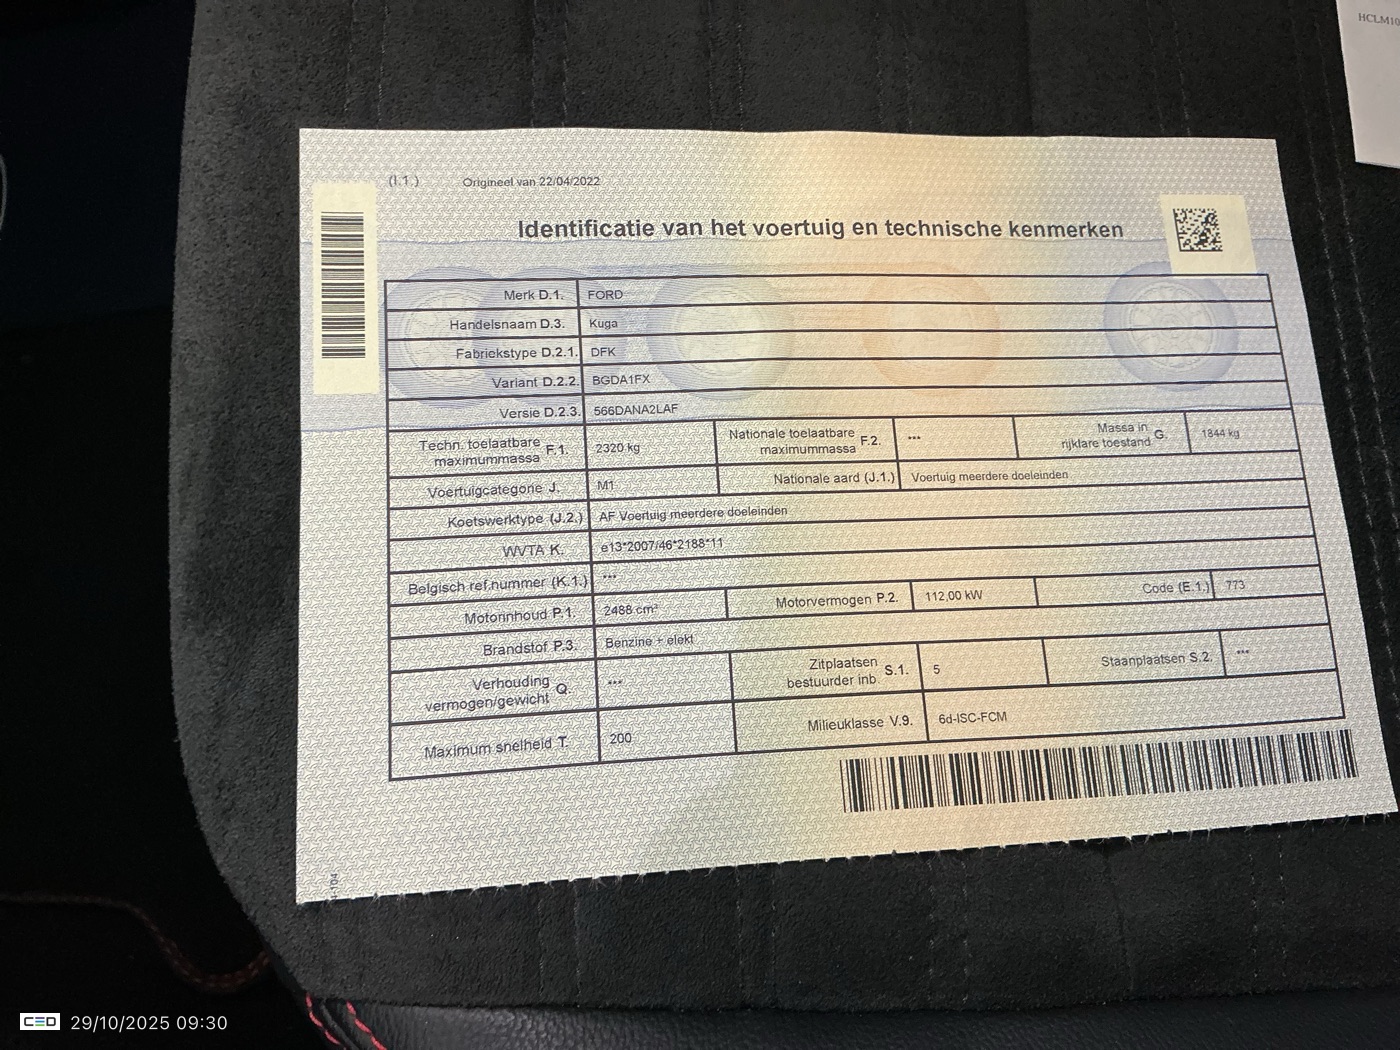 HCLM10
(I.1.) Origineel van 22/04/2022
Identificatie van het voertuig en technische kenmerken
Merk D.1. FORD
Handelsnaam D.3. Kuga
Fabriekstype D.2.1. DFK
Variant D.2.2. BGDA1FX
Versie D.2.3. 566DANA2LAF
Techn. toelaatbare maximummassa F.1. 2320 kg Nationale toelaatbare maximummassa F.2. *** Massa in rijklare toestand G. 1844 kg
Voertuigcategorie J. M1 Nationale aard (J.1.) Voertuig meerdere doeleinden
Koetswerktype (J.2.) AF Voertuig meerdere doeleinden
WVTA K. e13*2007/46*2188*11
Belgisch ref.nummer (K.1.) ***
Motorinhoud P.1. 2488 cm³ Motorvermogen P.2. 112,00 kW Code (E.1.) 773
Brandstof P.3. Benzine + elekt
Verhouding vermogen/gewicht Q. *** Zitplaatsen bestuurder inb. S.1. 5 Staanplaatsen S.2. ***
Maximum snelheid T. 200 Milieuklasse V.9. 6d-ISC-FCM
CED 29/10/2025 09:30